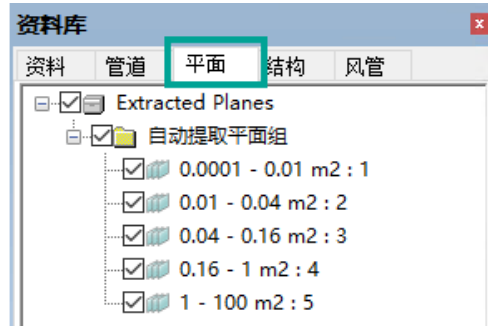 资料库
资料 管道 平面 结构 风管
Extracted Planes
自动提取平面组
0.0001 - 0.01 m2 : 1
0.01 - 0.04 m2 : 2
0.04 - 0.16 m2 : 3
0.16 - 1 m2 : 4
1 - 100 m2 : 5